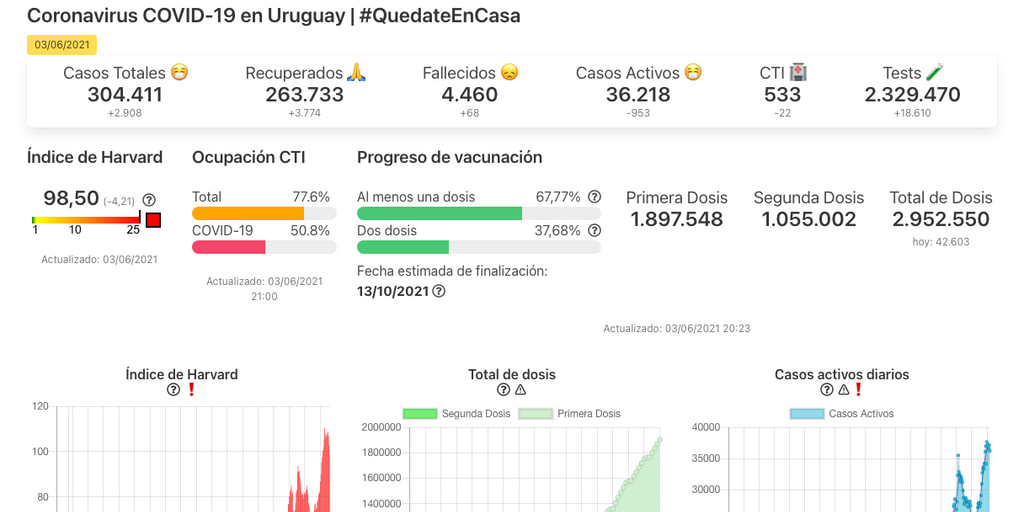 Coronavirus COVID-19 en Uruguay | #QuedateEnCasa
03/06/2021
Casos Totales 😷 Recuperados 🙏 Fallecidos 😞 Casos Activos 😷 CTI 🏥 Tests 🧪
304.411 263.733 4.460 36.218 533 2.329.470
+2.908 +3.774 +68 -953 -22 +18.610
Índice de Harvard Ocupación CTI Progreso de vacunación
98,50 (-4,21) ?
1 10 25
Actualizado: 03/06/2021
Total 77.6%
COVID-19 50.8%
Actualizado: 03/06/2021
21:00
Al menos una dosis 67,77% ?
Dos dosis 37,68% ?
Fecha estimada de finalización:
13/10/2021 ?
Primera Dosis Segunda Dosis Total de Dosis
1.897.548 1.055.002 2.952.550
hoy: 42.603
Actualizado: 03/06/2021 20:23
Índice de Harvard
? ❗
120
100
80
Total de dosis
? ⚠
Segunda Dosis Primera Dosis
2000000
1800000
1600000
1400000
Casos activos diarios
? ⚠ ❗
Casos Activos
40000
35000
30000